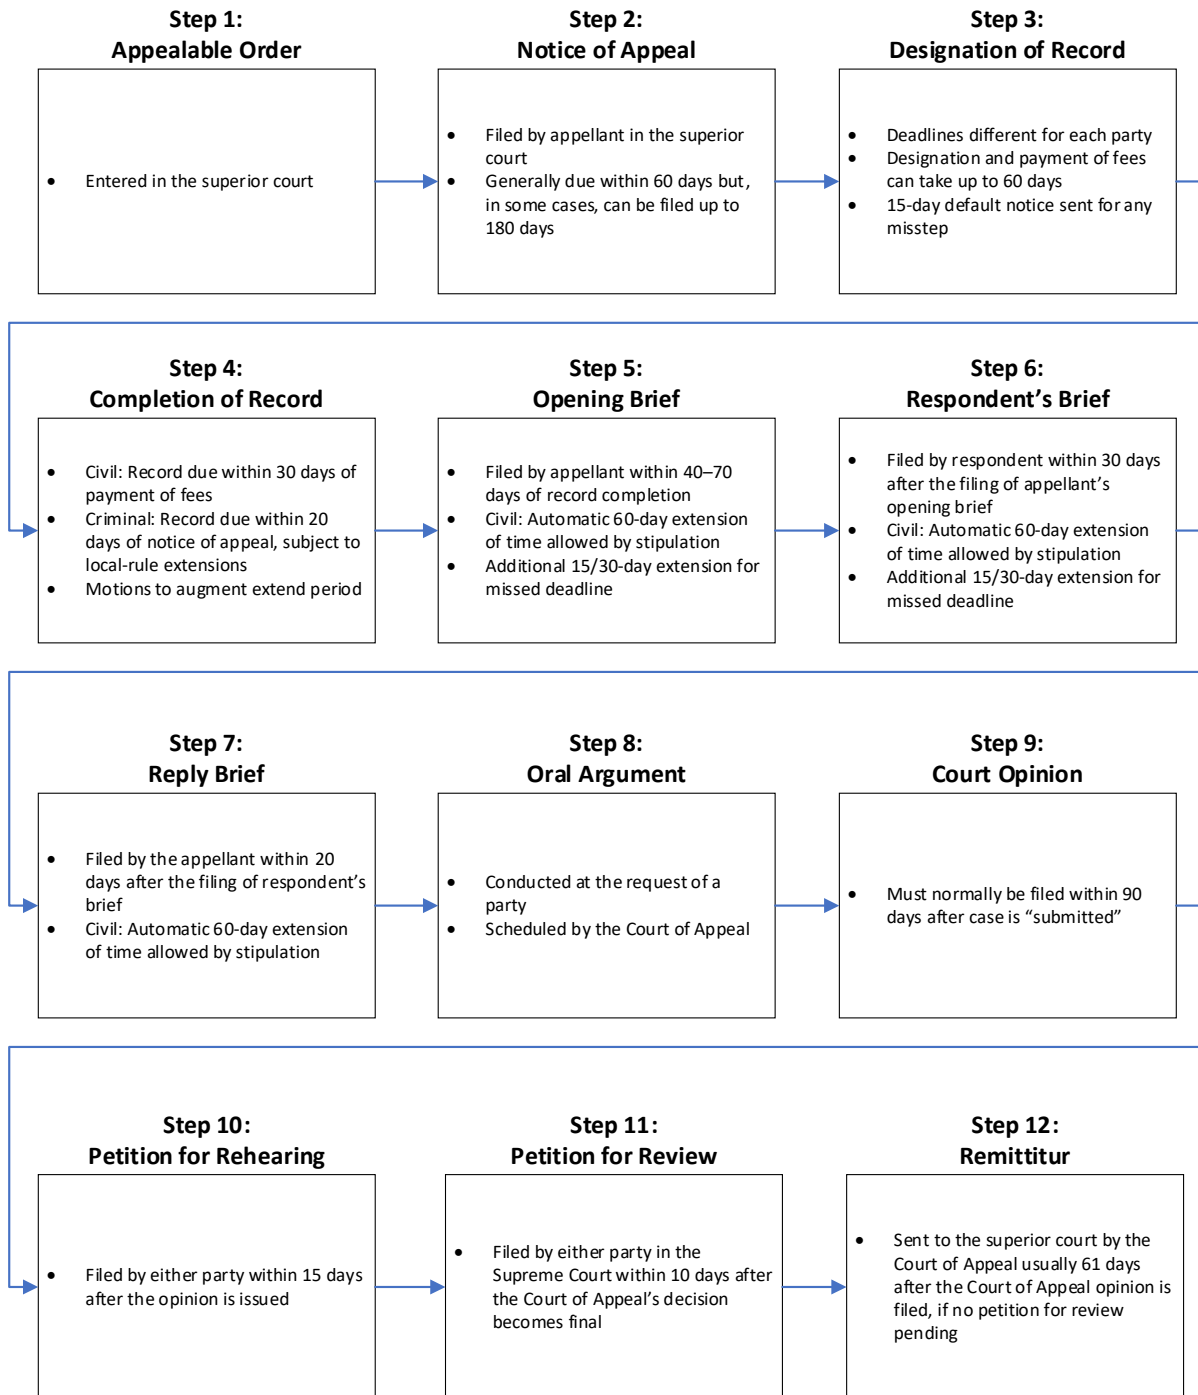 Step 1:
Appealable Order
• Entered in the superior court
Step 2:
Notice of Appeal
• Filed by appellant in the superior
court
• Generally due within 60 days but,
in some cases, can be filed up to
180 days
Step 3:
Designation of Record
• Deadlines different for each party
• Designation and payment of fees
can take up to 60 days
• 15-day default notice sent for any
misstep
Step 4:
Completion of Record
• Civil: Record due within 30 days of
payment of fees
• Criminal: Record due within 20
days of notice of appeal, subject to
local-rule extensions
• Motions to augment extend period
Step 5:
Opening Brief
• Filed by appellant within 40–70
days of record completion
• Civil: Automatic 60-day extension
of time allowed by stipulation
• Additional 15/30-day extension for
missed deadline
Step 6:
Respondent’s Brief
• Filed by respondent within 30 days
after the filing of appellant’s
opening brief
• Civil: Automatic 60-day extension
of time allowed by stipulation
• Additional 15/30-day extension for
missed deadline
Step 7:
Reply Brief
• Filed by the appellant within 20
days after the filing of respondent’s
brief
• Civil: Automatic 60-day extension
of time allowed by stipulation
Step 8:
Oral Argument
• Conducted at the request of a
party
• Scheduled by the Court of Appeal
Step 9:
Court Opinion
• Must normally be filed within 90
days after case is “submitted”
Step 10:
Petition for Rehearing
• Filed by either party within 15 days
after the opinion is issued
Step 11:
Petition for Review
• Filed by either party in the
Supreme Court within 10 days after
the Court of Appeal’s decision
becomes final
Step 12:
Remittitur
• Sent to the superior court by the
Court of Appeal usually 61 days
after the Court of Appeal opinion is
filed, if no petition for review
pending